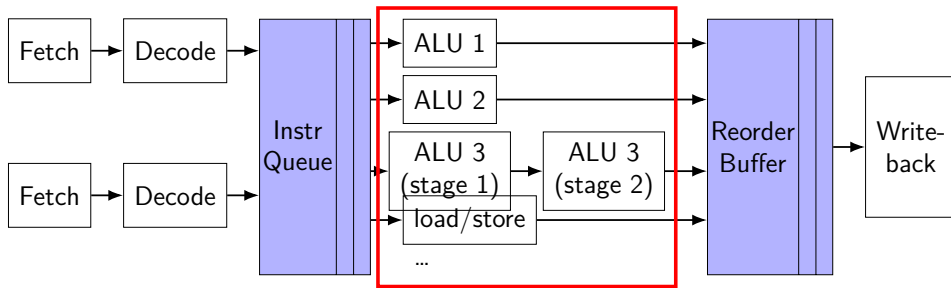 Fetch
Decode
Fetch
Decode
Instr
Queue
ALU 1
ALU 2
ALU 3
(stage 1)
ALU 3
(stage 2)
load/store
...
Reorder
Buffer
Write-
back